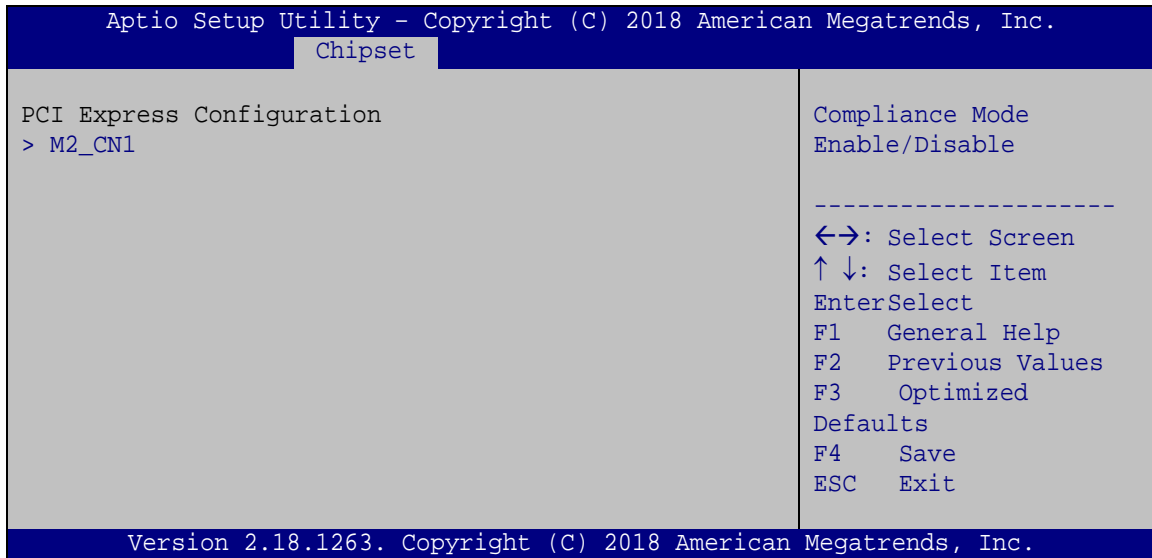 Aptio Setup Utility – Copyright (C) 2018 American Megatrends, Inc.
Chipset
PCI Express Configuration
> M2_CN1
Compliance Mode
Enable/Disable
---------------------
←→: Select Screen
↑ ↓: Select Item
EnterSelect
F1 General Help
F2 Previous Values
F3 Optimized
Defaults
F4 Save
ESC Exit
Version 2.18.1263. Copyright (C) 2018 American Megatrends, Inc.